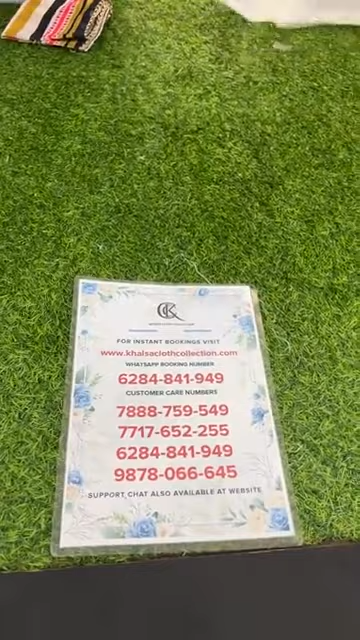 FOR INSTANT BOOKINGS VISIT
www.khalsaclothcollection.com
WHATSAPP BOOKING NUMBER
6284-841-949
CUSTOMER CARE NUMBERS
7888-759-549
7717-652-255
6284-841-949
9878-066-645
SUPPORT CHAT ALSO AVAILABLE AT WEBSITE